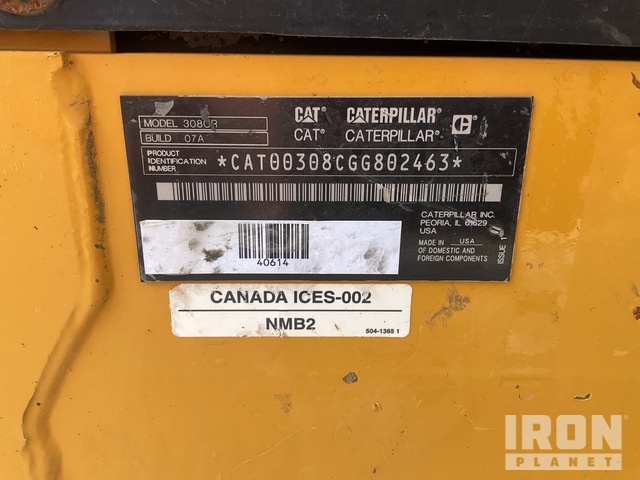 MODEL 308CR
BUILD 07A
CAT CATERPILLAR
CAT® CATERPILLAR®
PRODUCT IDENTIFICATION NUMBER *CAT00308CGG802463*
40614
CATERPILLAR INC.
PEORIA, IL 61629
USA
MADE IN USA
OF DOMESTIC AND
FOREIGN COMPONENTS
ISSUE
CANADA ICES-002
NMB2
504-1365 1
IRON
PLANET